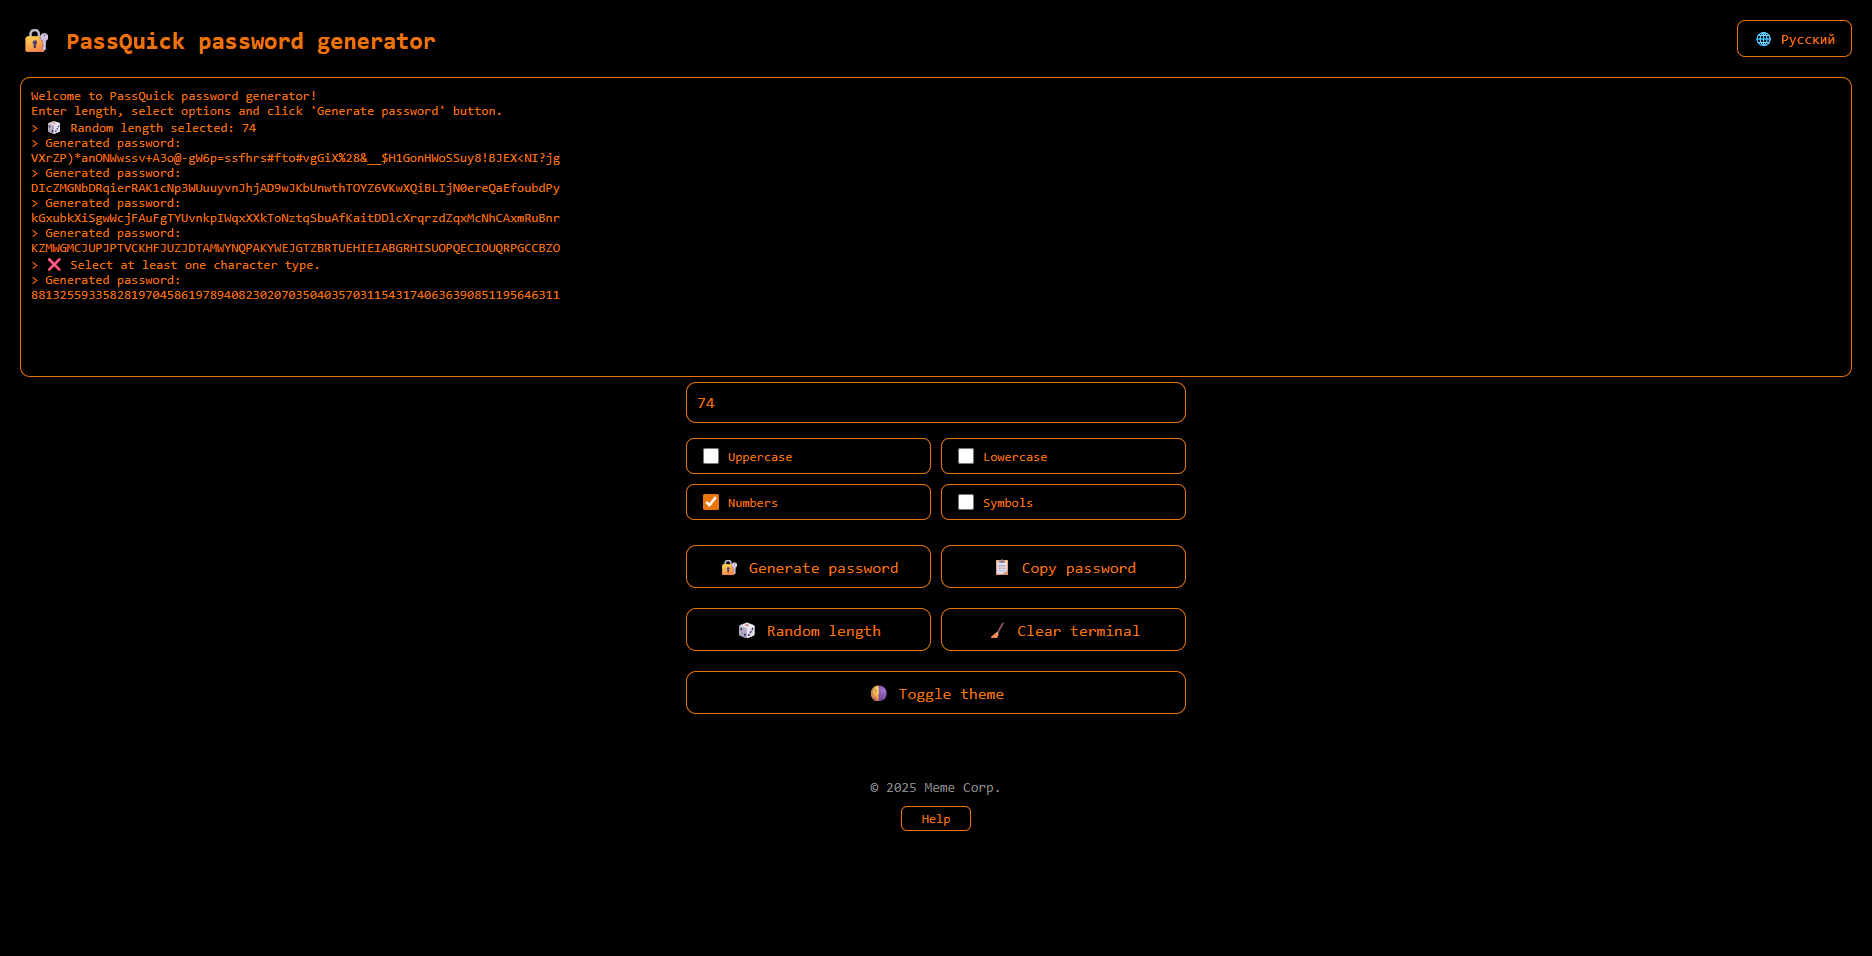 PassQuick password generator
Русский
Welcome to PassQuick password generator!
Enter length, select options and click 'Generate password' button.
> Random length selected: 74
> Generated password:
VXrZP)*anONWwssv+A3o@-gW6p=ssfhrs#fto#vgGiX%28&__$H1GonHWoSSuy8!BJEX<NI?jg
> Generated password:
DIcZMGNbDRqierRAK1cNp3WUuuyvnJhjAD9wJKbUnwthTOYZ6VKwXQiBLIjN0ereQaEfoubdPy
> Generated password:
kGxubkXiSgwWcjFAuFgTYUvnkpIWqxXXkToNztqSbuAfKaitDDlcXrqrzdZqxMcNhCAxmRuBnr
> Generated password:
KZMWGMCJUPJPTVCKHFJUZJDTAMWYNQPAKYWEJGTZBRTUEHIEIABGRHISUOPQECIOUQRPGCCBZO
> ❌ Select at least one character type.
> Generated password:
88132559335828197045861978940823020703504035703115431740636390851195646311
74
Uppercase
Lowercase
Numbers
Symbols
Generate password
Copy password
Random length
Clear terminal
Toggle theme
© 2025 Meme Corp.
Help